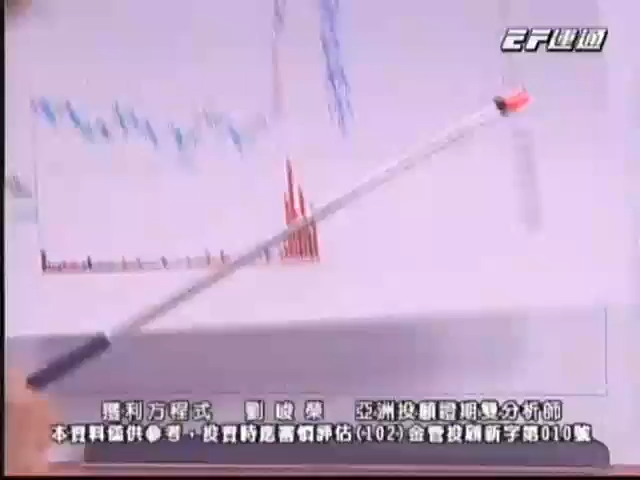 EF運通
獲利方程式 劉峻榮 亞洲投顧證期雙分析師
本資料僅供參考,投資時應審慎評估(102)金管投顧新字第010號